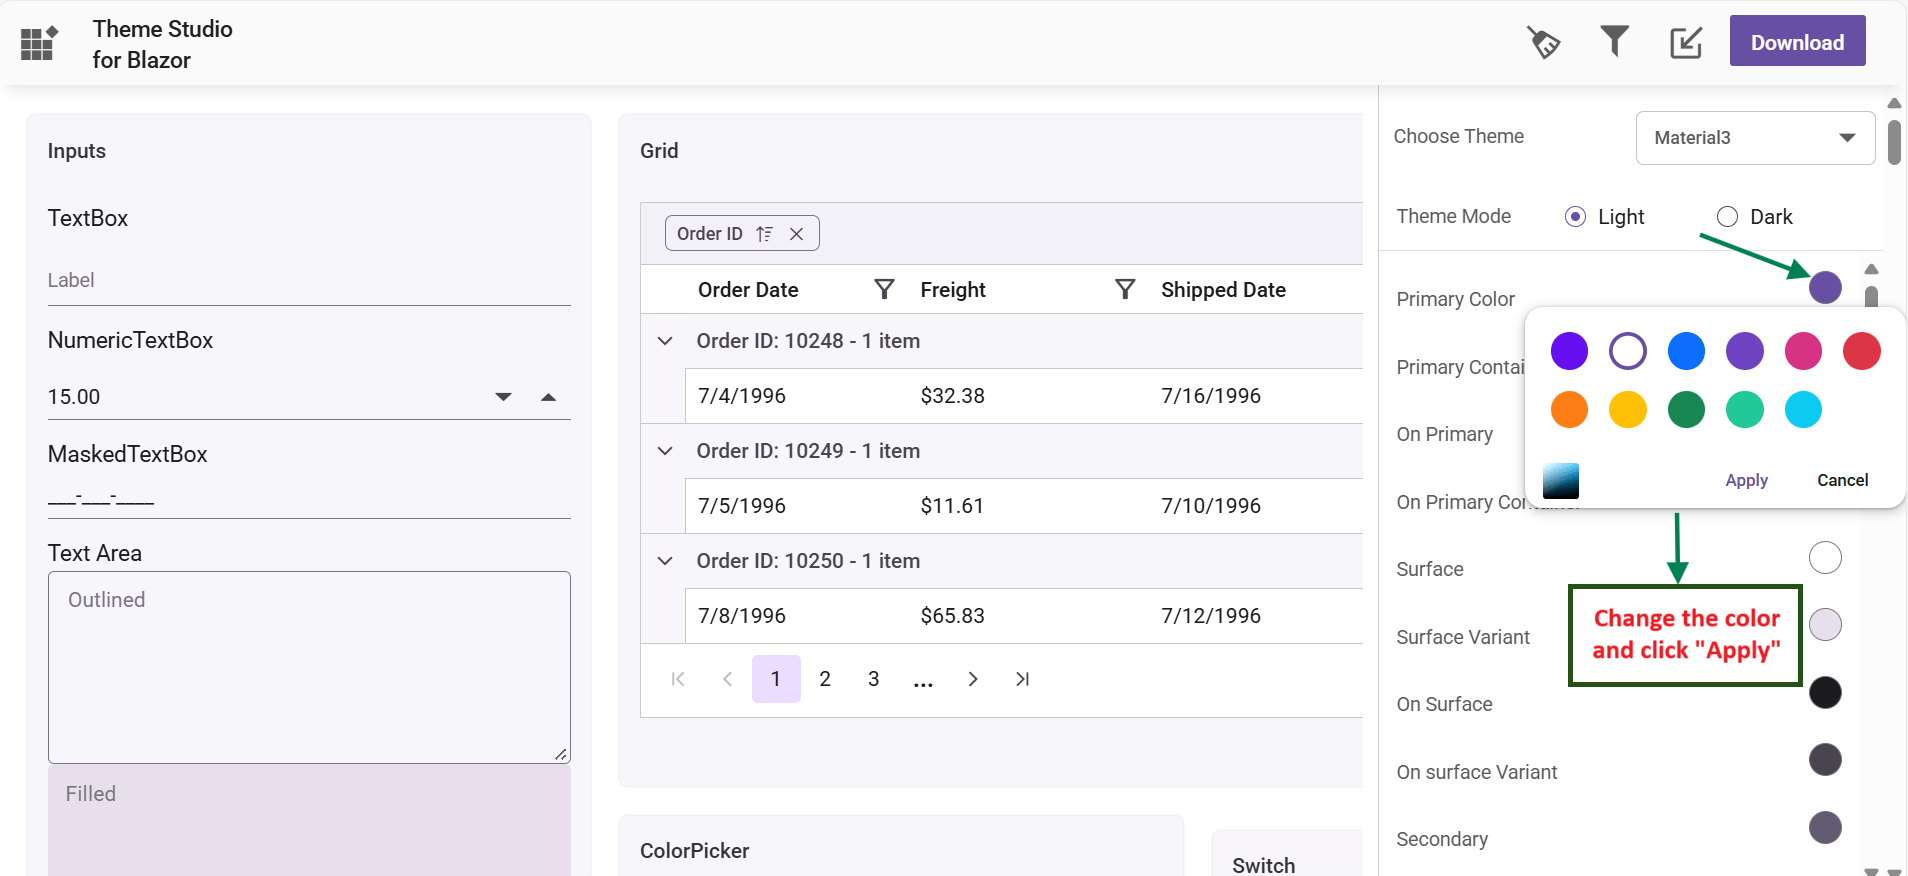 Theme Studio
for Blazor
Download
Inputs
TextBox
Label
NumericTextBox
15.00
MaskedTextBox
___-___-____
Text Area
Outlined
Filled
Grid
Order ID
Order Date Freight Shipped Date
Order ID: 10248 - 1 item
7/4/1996 $32.38 7/16/1996
Order ID: 10249 - 1 item
7/5/1996 $11.61 7/10/1996
Order ID: 10250 - 1 item
7/8/1996 $65.83 7/12/1996
1 2 3 ...
ColorPicker
Switch
Choose Theme Material3
Theme Mode Light Dark
Primary Color
Primary Contai
On Primary
On Primary Container
Apply Cancel
Surface
Surface Variant
On Surface
On surface Variant
Secondary
Change the color
and click "Apply"